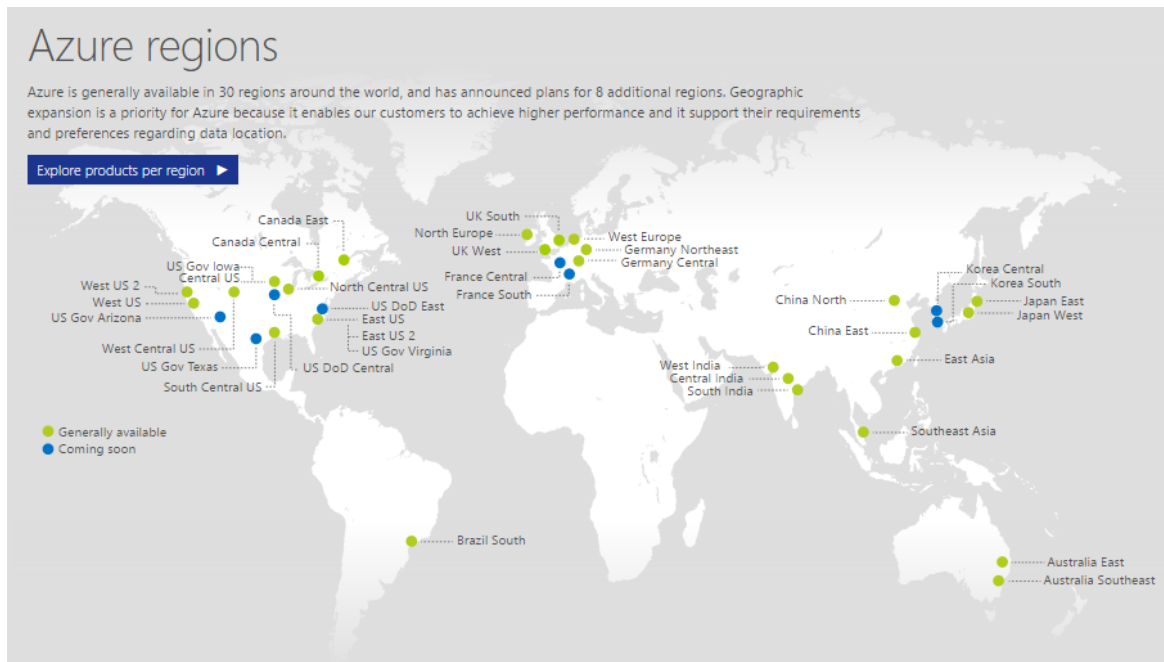 Azure regions
Azure is generally available in 30 regions around the world, and has announced plans for 8 additional regions. Geographic
expansion is a priority for Azure because it enables our customers to achieve higher performance and it support their requirements
and preferences regarding data location.
Explore products per region
Canada East
Canada Central
US Gov Iowa
Central US
West US 2
West US
US Gov Arizona
West Central US
US Gov Texas
South Central US
North Central US
US DoD East
East US
East US 2
US Gov Virginia
US DoD Central
UK South
North Europe
UK West
France Central
France South
West Europe
Germany Northeast
Germany Central
Korea Central
Korea South
China North
Japan East
Japan West
China East
East Asia
West India
Central India
South India
Southeast Asia
Generally available
Coming soon
Brazil South
Australia East
Australia Southeast